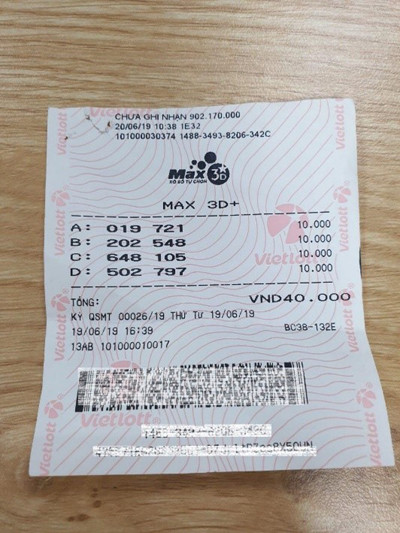 CHƯA GHI NHẬN 902.170.000
20/06/19 10:38 1E32
101000030374 1488-3493-8206-342C
Max 3D+
XỔ SỐ TỰ CHỌN
MAX 3D+
A: 019 721 10.000
B: 202 548 10.000
C: 648 105 10.000
D: 502 797 10.000
TỔNG: VND40.000
KỲ QSMT 00026/19 THỨ TƯ 19/06/19
19/06/19 16:39 BC38-132E
13AB 101000010017
Vietlott